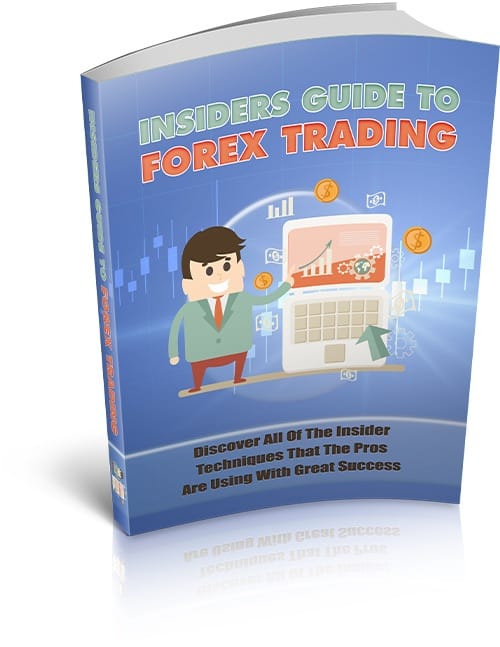 INSIDERS GUIDE TO
FOREX TRADING
Discover All Of The Insider
Techniques That The Pros
Are Using With Great Success
INSIDERS GUIDE TO FOREX TRADING